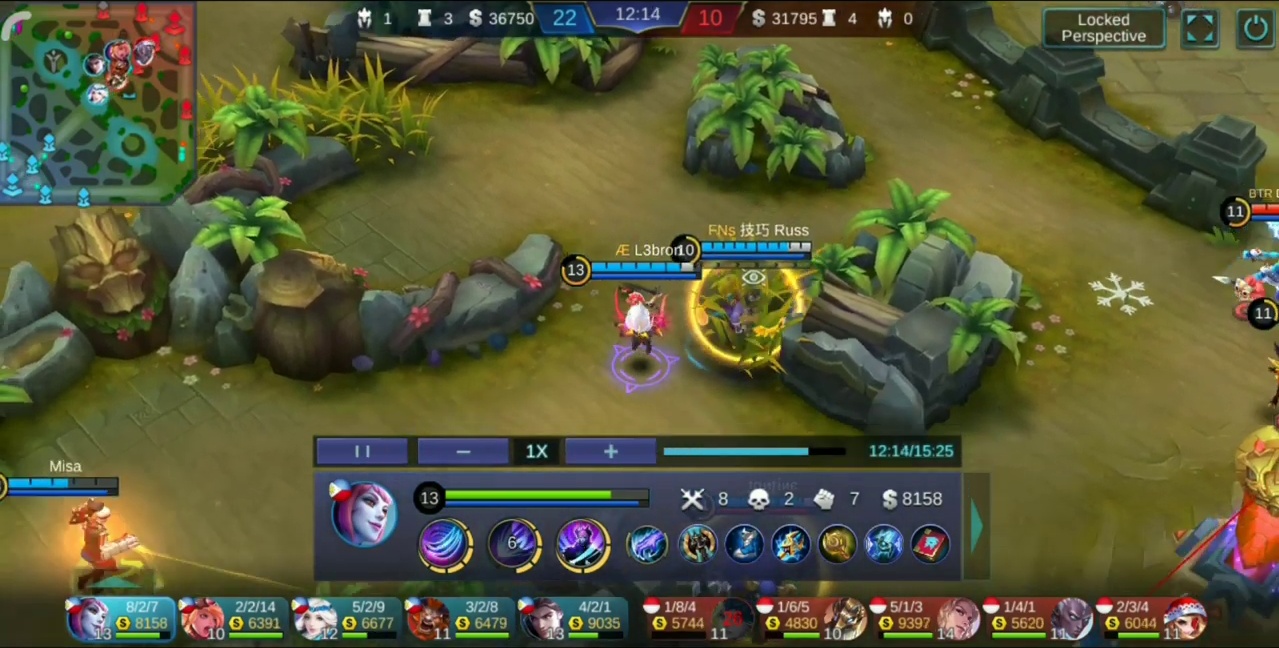 1 3 $ 36750 22 12:14 10 $ 31795 4 0
Locked
Perspective
BTR
11
FNs 技巧 Russ
10
Æ L3bron
13
11
Misa
1X 12:14/15:25
13 8 2 7 $ 8158
6
8/2/7 2/2/14 5/2/9 3/2/8 4/2/1 1/8/4 1/6/5 5/1/3 1/4/1 2/3/4
$ 8158 $ 6391 $ 6677 $ 6479 $ 9035 $ 5744 $ 4830 $ 9397 $ 5620 $ 6044
13 10 12 11 13 11 10 14 11 11